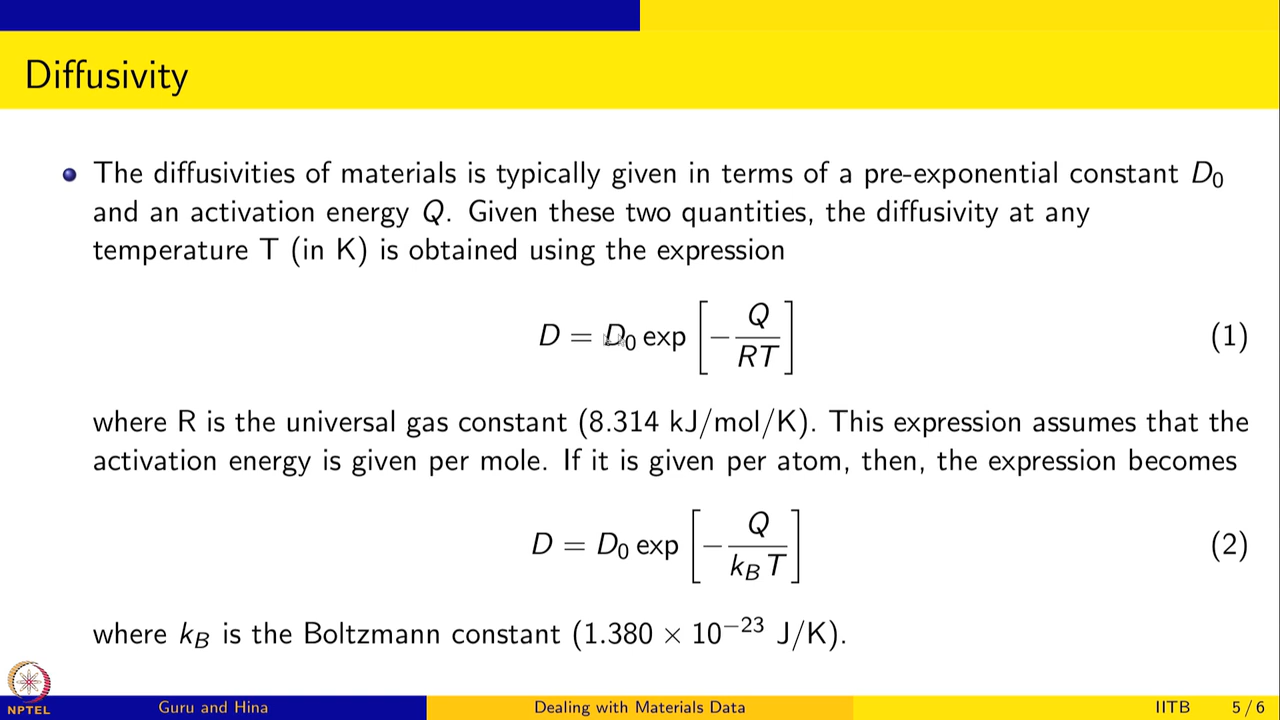 Diffusivity
The diffusivities of materials is typically given in terms of a pre-exponential constant D₀
and an activation energy Q. Given these two quantities, the diffusivity at any
temperature T (in K) is obtained using the expression
D = D₀ exp [ − Q / RT ] (1)
where R is the universal gas constant (8.314 kJ/mol/K). This expression assumes that the
activation energy is given per mole. If it is given per atom, then, the expression becomes
D = D₀ exp [ − Q / k_B T ] (2)
where k_B is the Boltzmann constant (1.380 × 10⁻²³ J/K).
NPTEL
Guru and Hina Dealing with Materials Data IITB 5 / 6